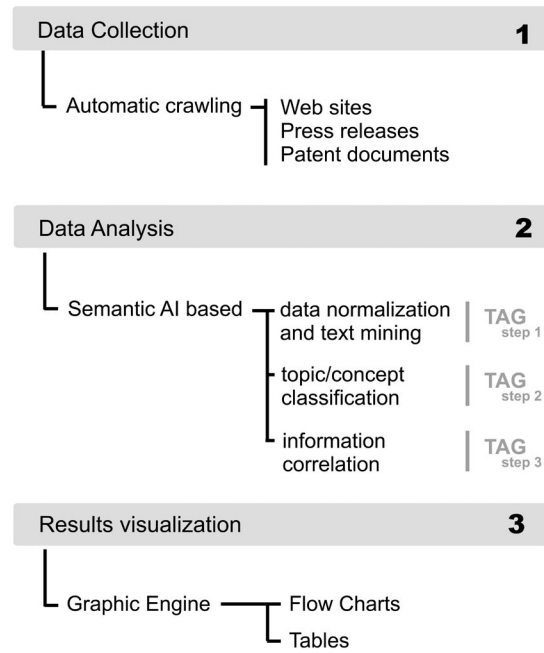 Data Collection 1
Automatic crawling Web sites
Press releases
Patent documents
Data Analysis 2
Semantic AI based data normalization
and text mining
TAG
step 1
topic/concept
classification
TAG
step 2
information
correlation
TAG
step 3
Results visualization 3
Graphic Engine Flow Charts
Tables